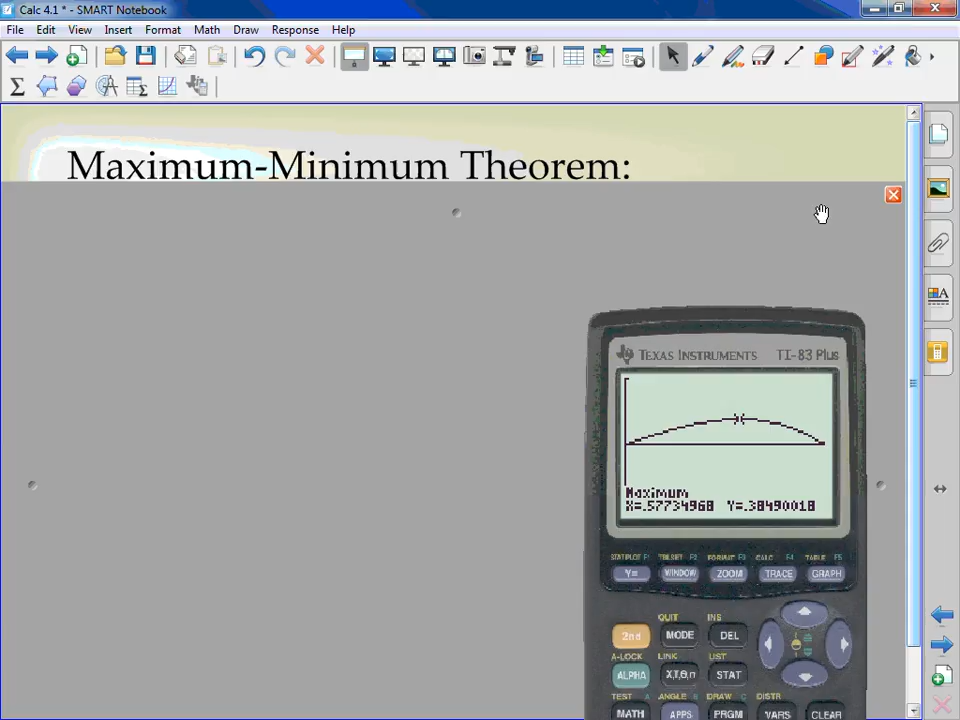 Calc 4.1 * - SMART Notebook
File Edit View Insert Format Math Draw Response Help
Maximum-Minimum Theorem:
TEXAS INSTRUMENTS TI-83 Plus
Maximum
X=.57734968 Y=.38490018
STAT PLOT F1 TBLSET F2 FORMAT F3 CALC F4 TABLE F5
Y= WINDOW ZOOM TRACE GRAPH
QUIT INS
2nd MODE DEL
A-LOCK LINK LIST
ALPHA X,T,θ,n STAT
TEST A ANGLE B DRAW C DISTR
MATH APPS PRGM VARS CLEAR